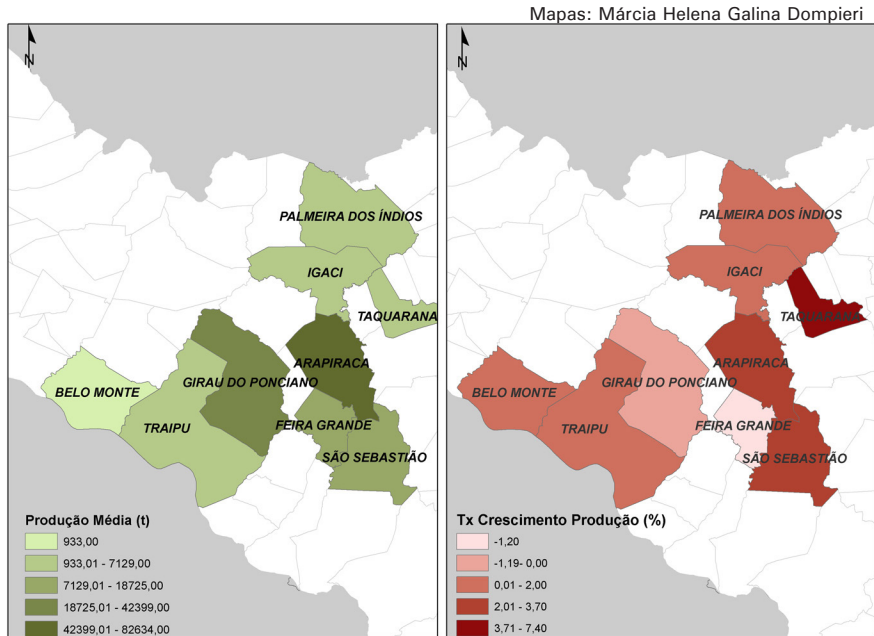 Mapas: Márcia Helena Galina Dompieri
N
PALMEIRA DOS ÍNDIOS
IGACI
TAQUARANA
ARAPIRACA
GIRAU DO PONCIANO
BELO MONTE
TRAIPU
FEIRA GRANDE
SÃO SEBASTIÃO
Produção Média (t)
933,00
933,01 - 7129,00
7129,01 - 18725,00
18725,01 - 42399,00
42399,01 - 82634,00
N
PALMEIRA DOS ÍNDIOS
IGACI
TAQUARANA
ARAPIRACA
GIRAU DO PONCIANO
BELO MONTE
TRAIPU
FEIRA GRANDE
SÃO SEBASTIÃO
Tx Crescimento Produção (%)
-1,20
-1,19- 0,00
0,01 - 2,00
2,01 - 3,70
3,71 - 7,40